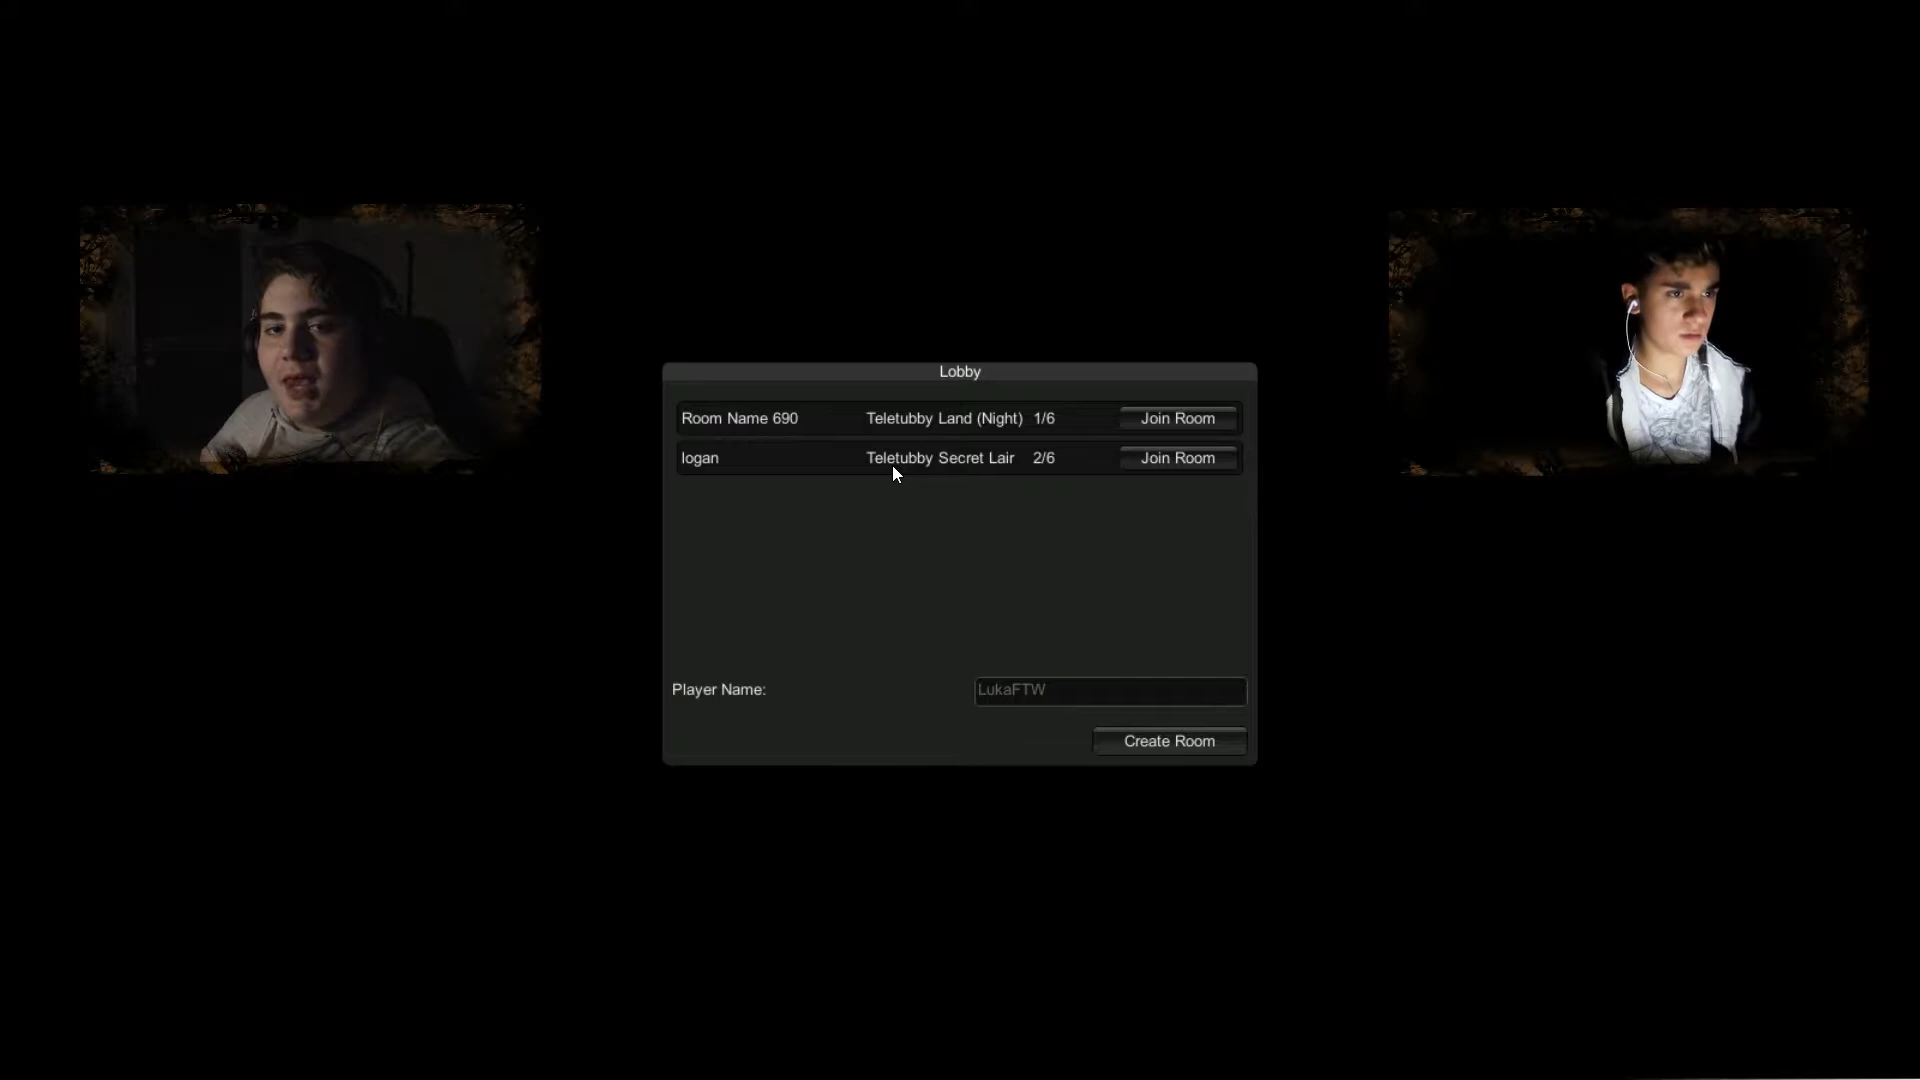 Lobby
Room Name 690 Teletubby Land (Night) 1/6 Join Room
logan Teletubby Secret Lair 2/6 Join Room
Player Name: LukaFTW
Create Room